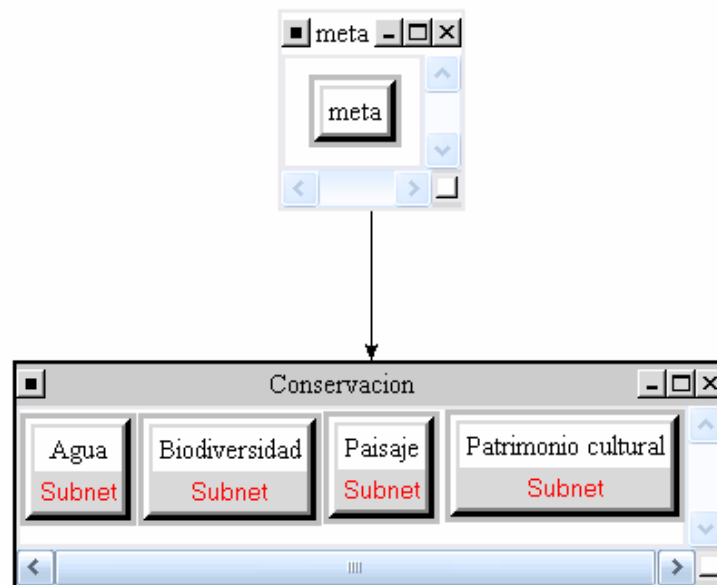 meta
meta
Conservacion
Agua Biodiversidad Paisaje Patrimonio cultural
Subnet Subnet Subnet Subnet